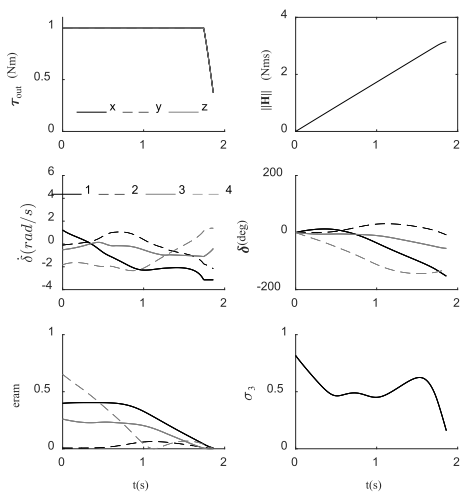 τout (Nm)
1
0.5
0
0 1 2
x y z
||H|| (Nms)
4
2
0
0 1 2
δ̇(rad/s)
6
4
2
0
-2
-4
0 1 2
1 2 3 4
δ(deg)
200
0
-200
0 1 2
eram
1
0.5
0
0 1 2
t(s)
σ3
1
0.5
0
0 1 2
t(s)